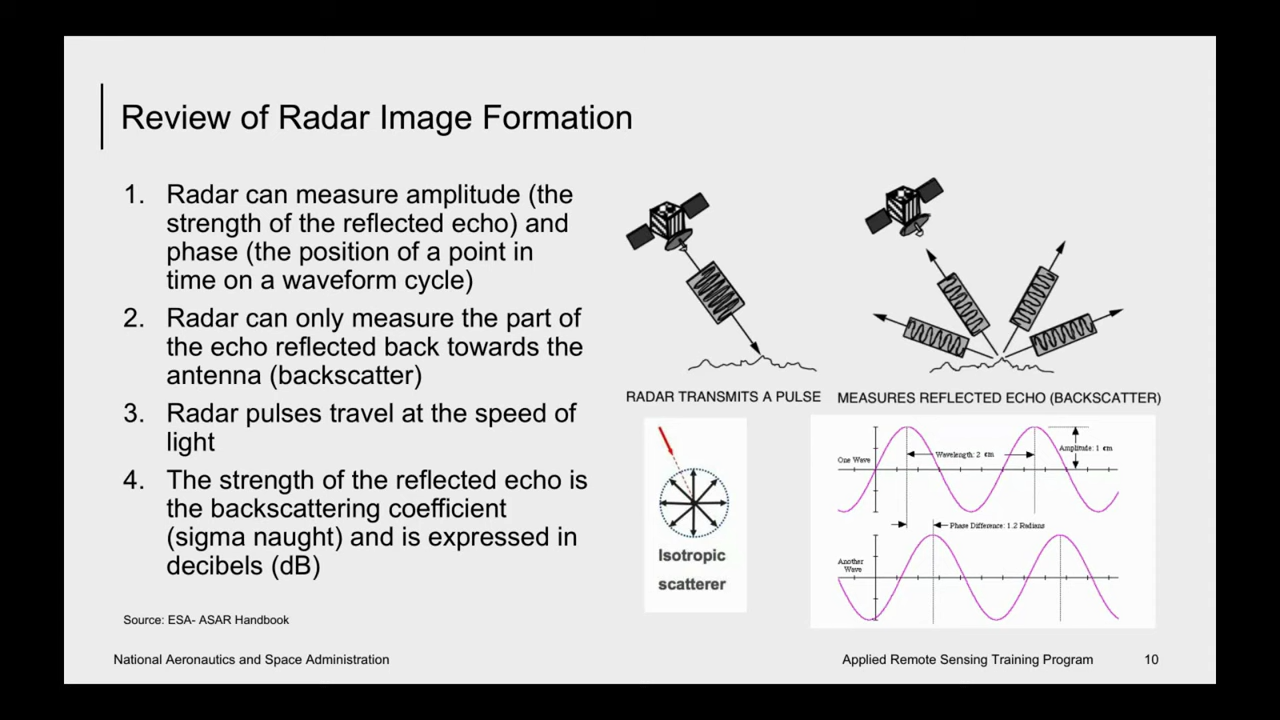 Review of Radar Image Formation
1. Radar can measure amplitude (the
strength of the reflected echo) and
phase (the position of a point in
time on a waveform cycle)
2. Radar can only measure the part of
the echo reflected back towards the
antenna (backscatter)
3. Radar pulses travel at the speed of
light
4. The strength of the reflected echo is
the backscattering coefficient
(sigma naught) and is expressed in
decibels (dB)
RADAR TRANSMITS A PULSE
MEASURES REFLECTED ECHO (BACKSCATTER)
Isotropic
scatterer
One Wave
Wavelength: 2 cm
Amplitude: 1 cm
Phase Difference: 1.2 Radians
Another
Wave
Source: ESA- ASAR Handbook
National Aeronautics and Space Administration
Applied Remote Sensing Training Program
10